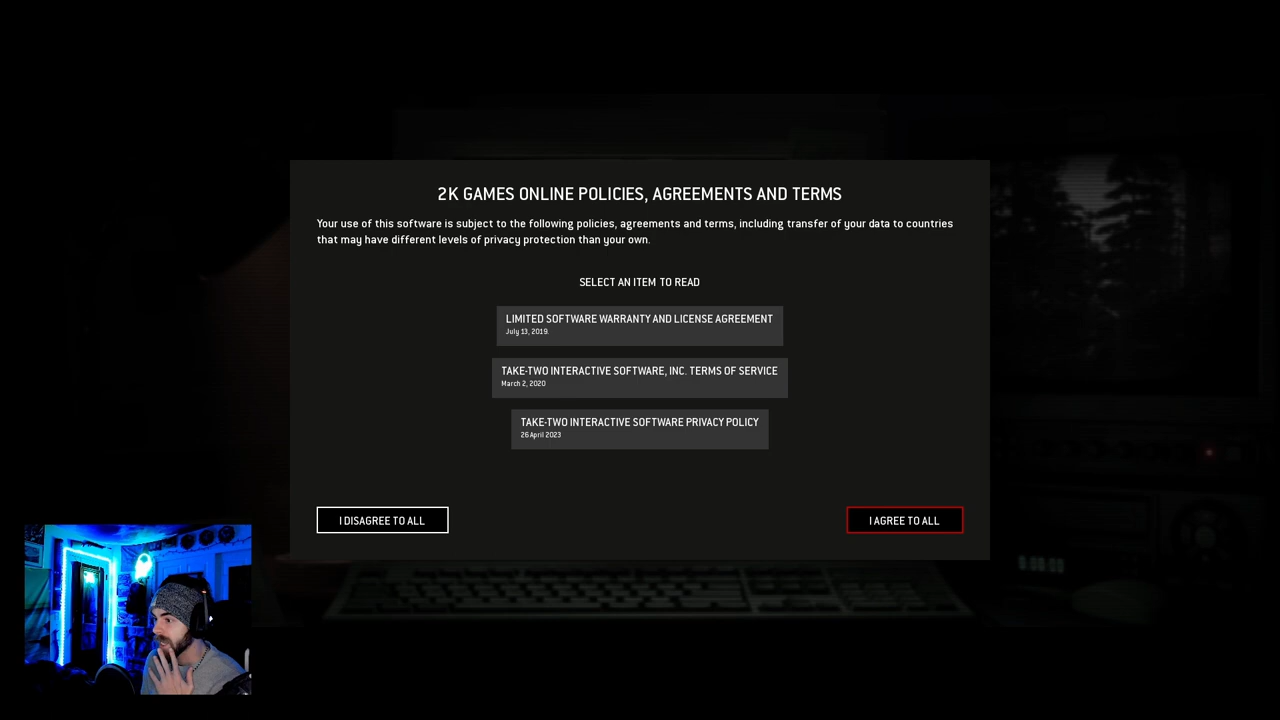 2K GAMES ONLINE POLICIES, AGREEMENTS AND TERMS
Your use of this software is subject to the following policies, agreements and terms, including transfer of your data to countries
that may have different levels of privacy protection than your own.
SELECT AN ITEM TO READ
LIMITED SOFTWARE WARRANTY AND LICENSE AGREEMENT
July 13, 2019.
TAKE-TWO INTERACTIVE SOFTWARE, INC. TERMS OF SERVICE
March 2, 2020
TAKE-TWO INTERACTIVE SOFTWARE PRIVACY POLICY
26 April 2023
I DISAGREE TO ALL
I AGREE TO ALL